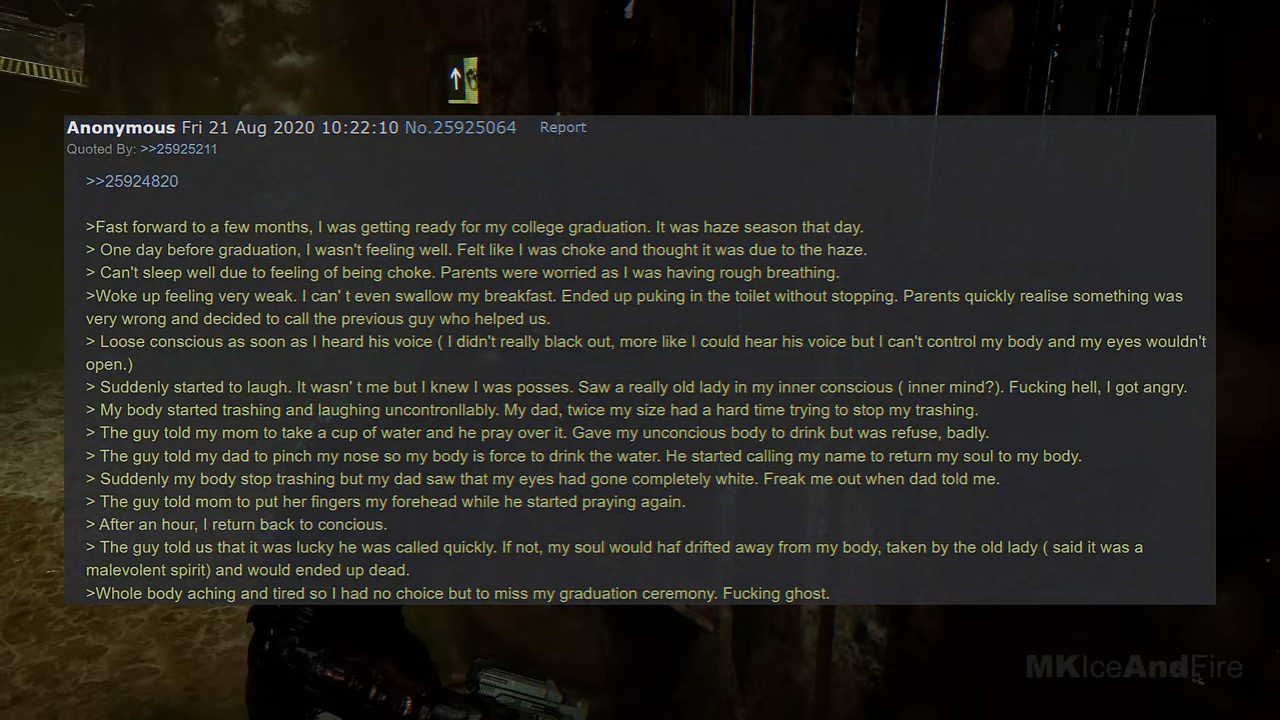 Anonymous Fri 21 Aug 2020 10:22:10 No.25925064 Report
Quoted By: >>25925211
>>25924820
>Fast forward to a few months, I was getting ready for my college graduation. It was haze season that day.
> One day before graduation, I wasn't feeling well. Felt like I was choke and thought it was due to the haze.
> Can't sleep well due to feeling of being choke. Parents were worried as I was having rough breathing.
>Woke up feeling very weak. I can' t even swallow my breakfast. Ended up puking in the toilet without stopping. Parents quickly realise something was
very wrong and decided to call the previous guy who helped us.
> Loose conscious as soon as I heard his voice ( I didn't really black out, more like I could hear his voice but I can't control my body and my eyes wouldn't
open.)
> Suddenly started to laugh. It wasn' t me but I knew I was posses. Saw a really old lady in my inner conscious ( inner mind?). Fucking hell, I got angry.
> My body started trashing and laughing uncontronllably. My dad, twice my size had a hard time trying to stop my trashing.
> The guy told my mom to take a cup of water and he pray over it. Gave my unconcious body to drink but was refuse, badly.
> The guy told my dad to pinch my nose so my body is force to drink the water. He started calling my name to return my soul to my body.
> Suddenly my body stop trashing but my dad saw that my eyes had gone completely white. Freak me out when dad told me.
> The guy told mom to put her fingers my forehead while he started praying again.
> After an hour, I return back to concious.
> The guy told us that it was lucky he was called quickly. If not, my soul would haf drifted away from my body, taken by the old lady ( said it was a
malevolent spirit) and would ended up dead.
>Whole body aching and tired so I had no choice but to miss my graduation ceremony. Fucking ghost.
MKIceAndFire